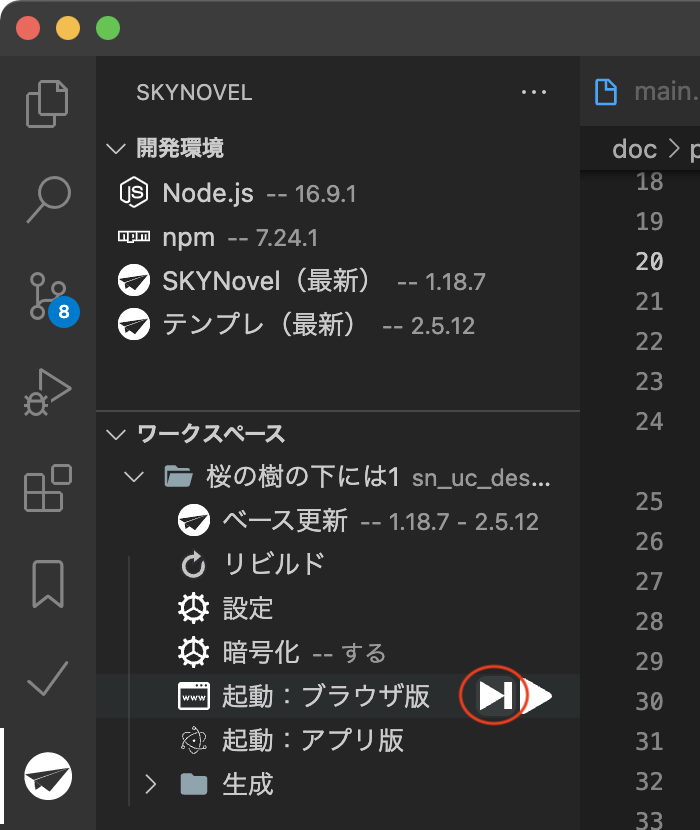 SKYNOVEL ···
開発環境
JS Node.js -- 16.9.1
npm npm -- 7.24.1
SKYNovel（最新） -- 1.18.7
テンプレ（最新） -- 2.5.12
ワークスペース
桜の樹の下には1 sn_uc_des...
ベース更新 -- 1.18.7 - 2.5.12
リビルド
設定
暗号化 -- する
www 起動：ブラウザ版
起動：アプリ版
生成
8
main.
doc > p
18
19
20
21
22
23
24
25
26
27
28
29
30
31
32
33